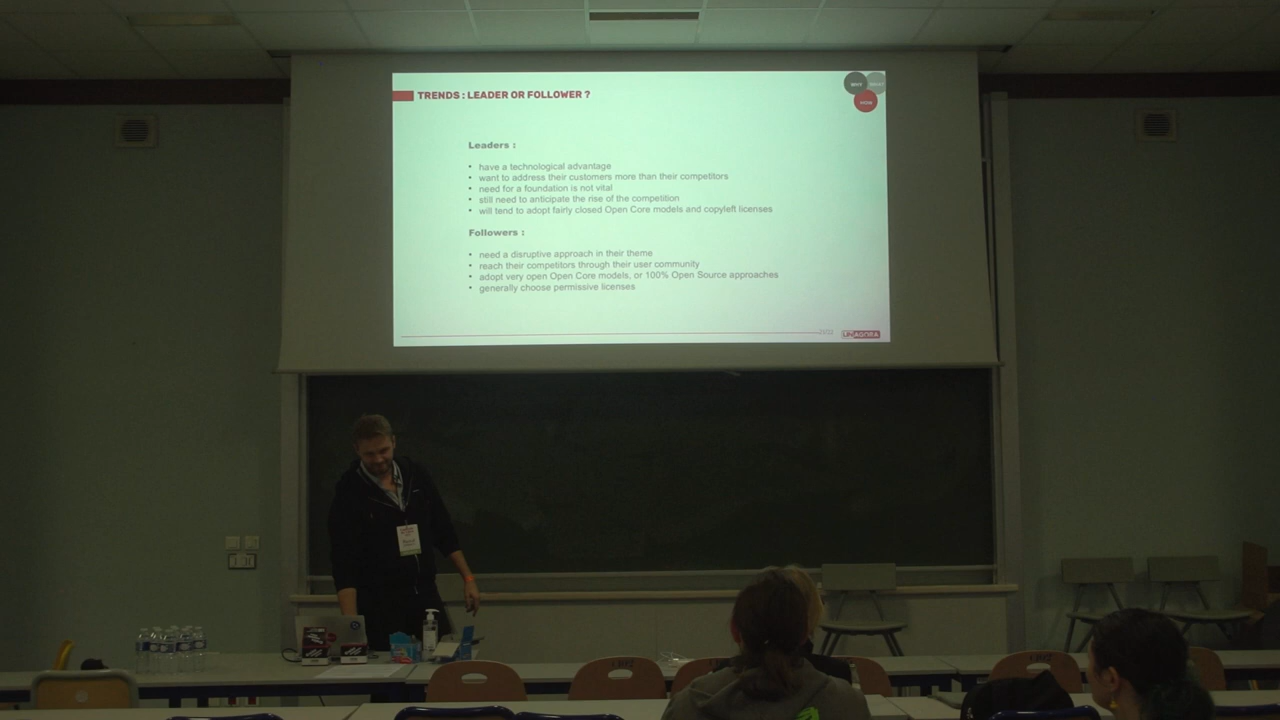 TRENDS : LEADER OR FOLLOWER ?
WHY
HOW
Leaders :
• have a technological advantage
• want to address their customers more than their competitors
• need for a foundation is not vital
• still need to anticipate the rise of the competition
• will tend to adopt fairly closed Open Core models and copyleft licenses
Followers :
• need a disruptive approach in their theme
• reach their competitors through their user community
• adopt very open Open Core models, or 100% Open Source approaches
• generally choose permissive licenses
LINAGORA